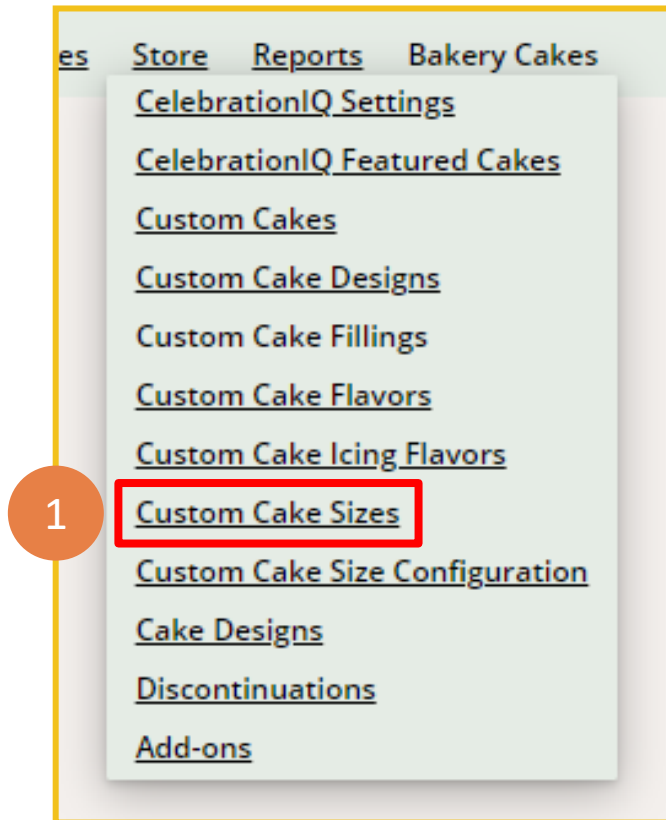 es Store Reports Bakery Cakes
CelebrationIQ Settings
CelebrationIQ Featured Cakes
Custom Cakes
Custom Cake Designs
Custom Cake Fillings
Custom Cake Flavors
Custom Cake Icing Flavors
1 Custom Cake Sizes
Custom Cake Size Configuration
Cake Designs
Discontinuations
Add-ons